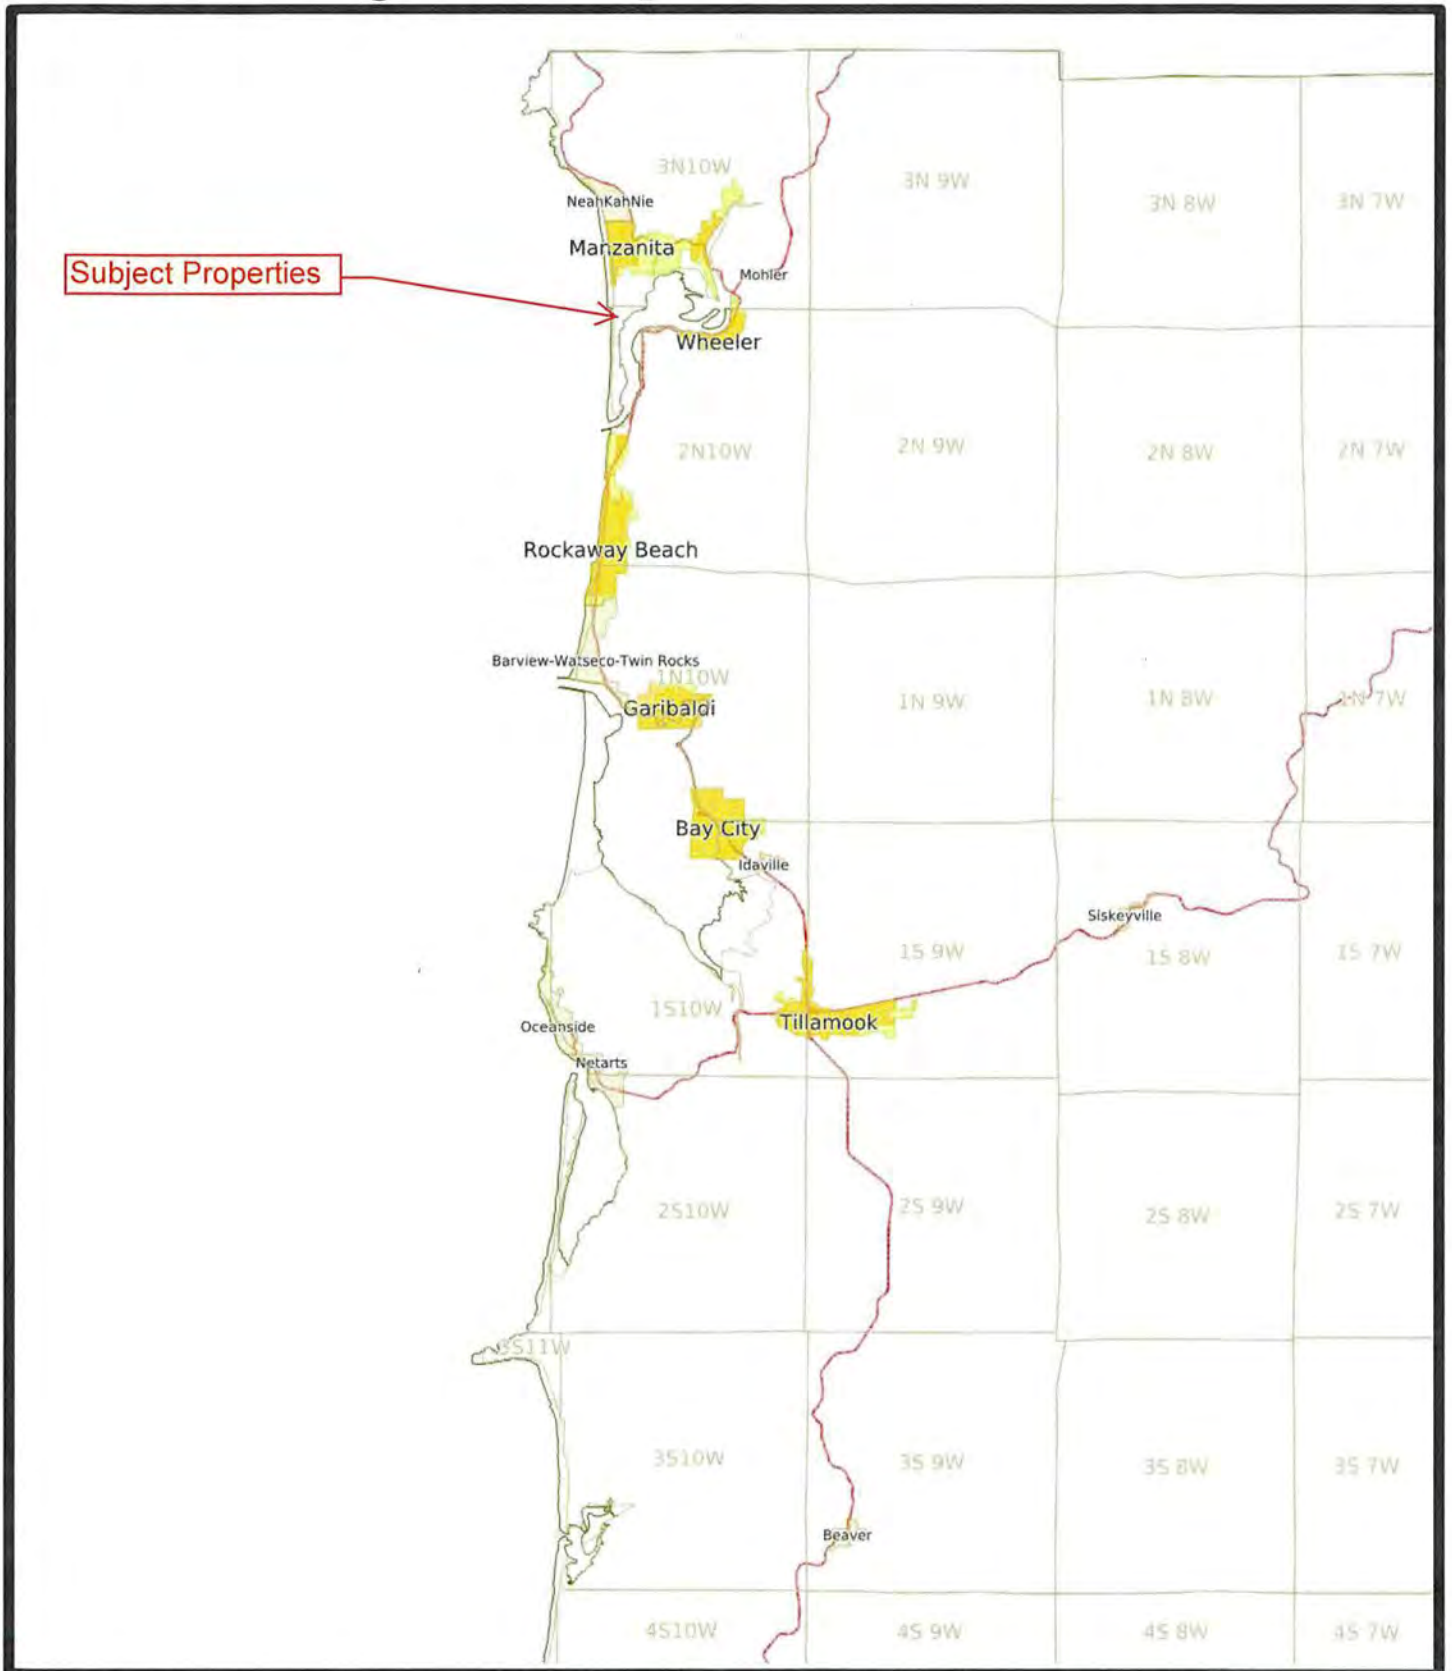 3N10W
3N 9W
3N 8W
3N 7W
NeahKahNie
Manzanita
Subject Properties
Mohler
Wheeler
2N10W
2N 9W
2N 8W
2N 7W
Rockaway Beach
Barview-Watseco-Twin Rocks
1N10W
1N 9W
1N 8W
1N 7W
Garibaldi
Bay City
Idaville
Siskeyville
1S 9W
1S 8W
1S 7W
1S10W
Tillamook
Oceanside
Netarts
2S10W
2S 9W
2S 8W
2S 7W
3S11W
3S10W
3S 9W
3S 8W
3S 7W
Beaver
4S10W
4S 9W
4S 8W
4S 7W